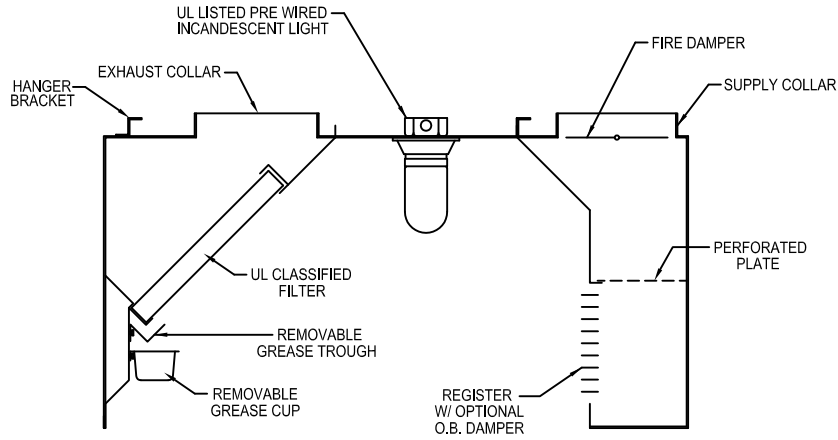 UL LISTED PRE WIRED
INCANDESCENT LIGHT
FIRE DAMPER
EXHAUST COLLAR
HANGER
BRACKET
SUPPLY COLLAR
PERFORATED
PLATE
UL CLASSIFIED
FILTER
REMOVABLE
GREASE TROUGH
REMOVABLE
GREASE CUP
REGISTER
W/ OPTIONAL
O.B. DAMPER